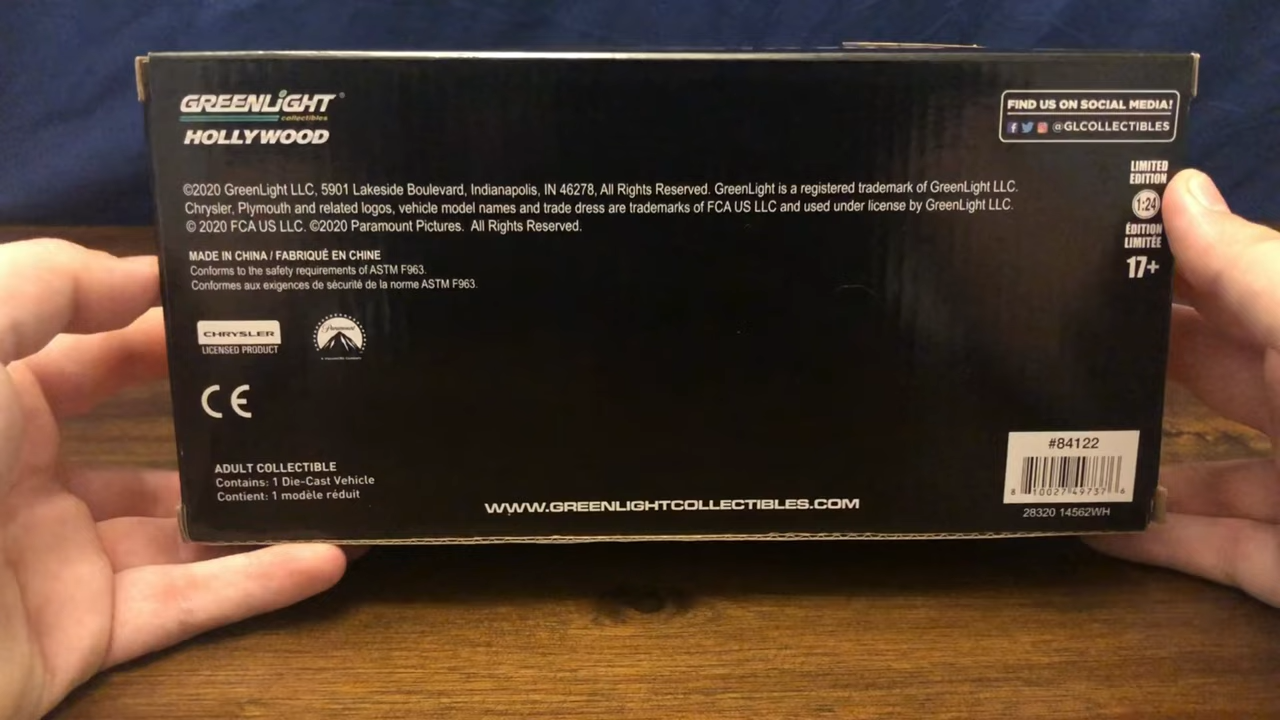 GREENLiGHT®
collectibles
HOLLYWOOD
FIND US ON SOCIAL MEDIA!
@GLCOLLECTIBLES
LIMITED
EDITION
1:24
ÉDITION
LIMITÉE
17+
©2020 GreenLight LLC, 5901 Lakeside Boulevard, Indianapolis, IN 46278, All Rights Reserved. GreenLight is a registered trademark of GreenLight LLC.
Chrysler, Plymouth and related logos, vehicle model names and trade dress are trademarks of FCA US LLC and used under license by GreenLight LLC.
© 2020 FCA US LLC. ©2020 Paramount Pictures. All Rights Reserved.
MADE IN CHINA / FABRIQUÉ EN CHINE
Conforms to the safety requirements of ASTM F963.
Conformes aux exigences de sécurité de la norme ASTM F963.
CHRYSLER
LICENSED PRODUCT
Paramount
CE
ADULT COLLECTIBLE
Contains: 1 Die-Cast Vehicle
Contient: 1 modèle réduit
WWW.GREENLIGHTCOLLECTIBLES.COM
#84122
8 10027 49737 6
28320 14562WH